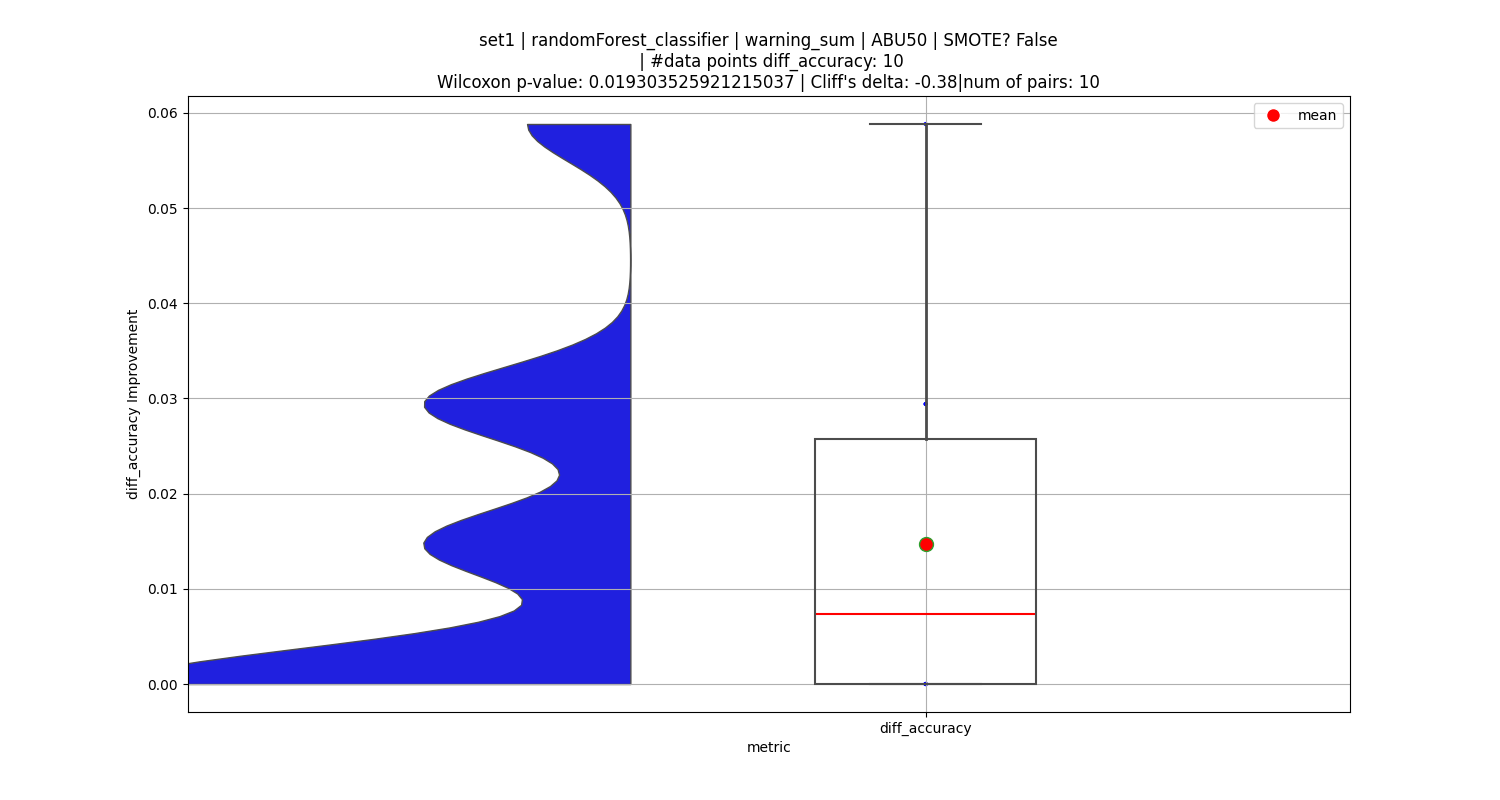 set1 | randomForest_classifier | warning_sum | ABU50 | SMOTE? False
| #data points diff_accuracy: 10
Wilcoxon p-value: 0.019303525921215037 | Cliff's delta: -0.38|num of pairs: 10
mean
0.06
0.05
0.04
0.03
0.02
0.01
0.00
diff_accuracy Improvement
diff_accuracy
metric